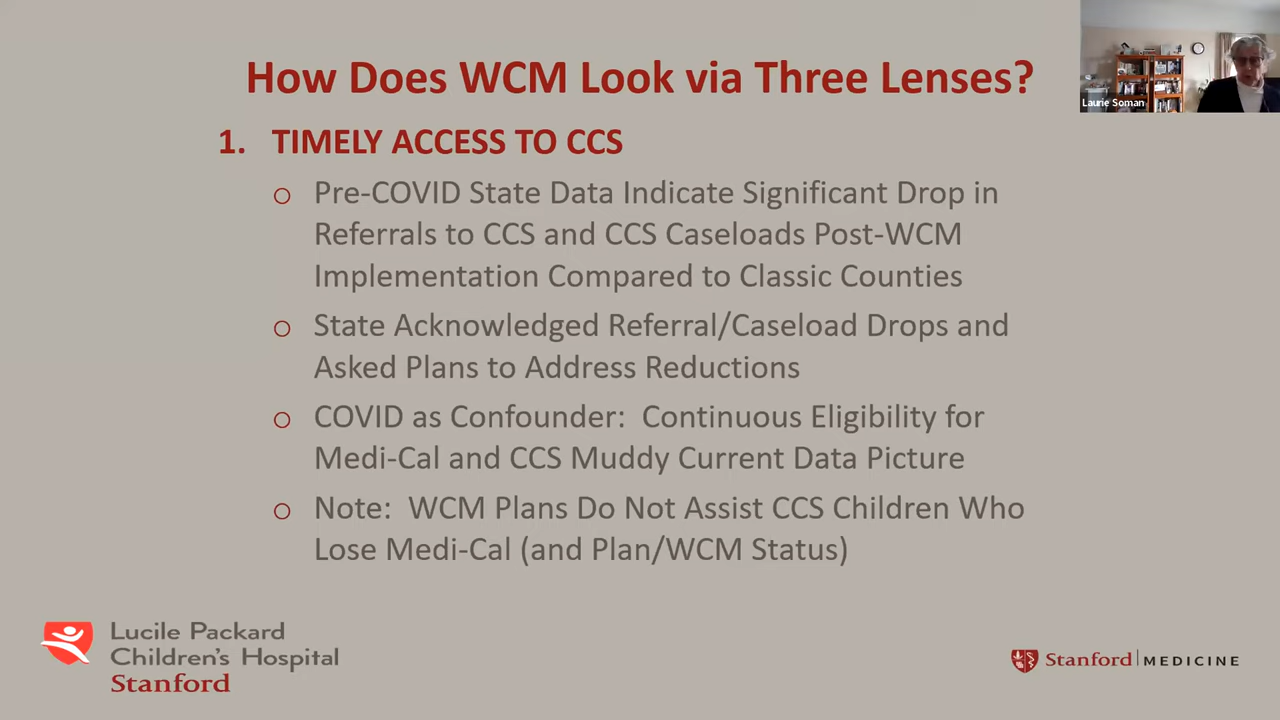 How Does WCM Look via Three Lenses?
Laurie Soman
1. TIMELY ACCESS TO CCS
o Pre-COVID State Data Indicate Significant Drop in
Referrals to CCS and CCS Caseloads Post-WCM
Implementation Compared to Classic Counties
o State Acknowledged Referral/Caseload Drops and
Asked Plans to Address Reductions
o COVID as Confounder:  Continuous Eligibility for
Medi-Cal and CCS Muddy Current Data Picture
o Note:  WCM Plans Do Not Assist CCS Children Who
Lose Medi-Cal (and Plan/WCM Status)
Lucile Packard
Children's Hospital
Stanford
Stanford | MEDICINE